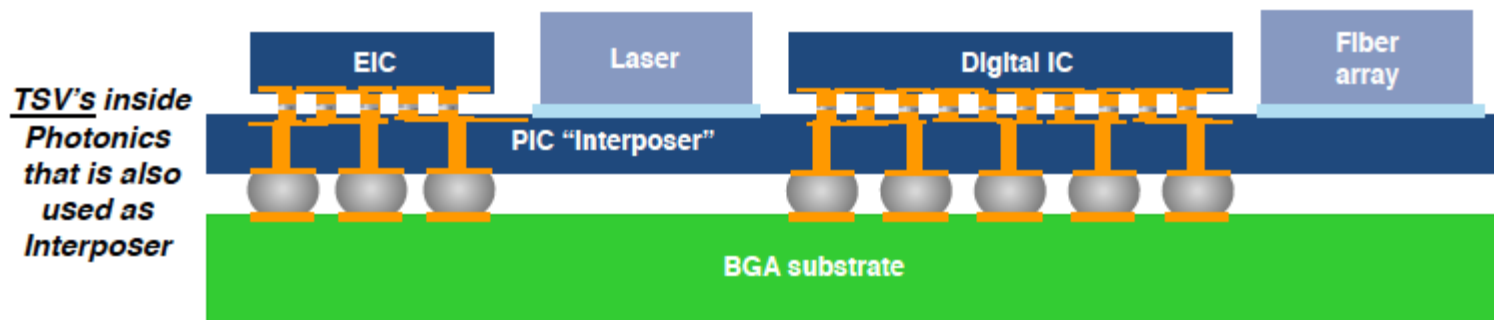 TSV's inside
Photonics
that is also
used as
Interposer
EIC
Laser
Digital IC
Fiber
array
PIC “Interposer”
BGA substrate